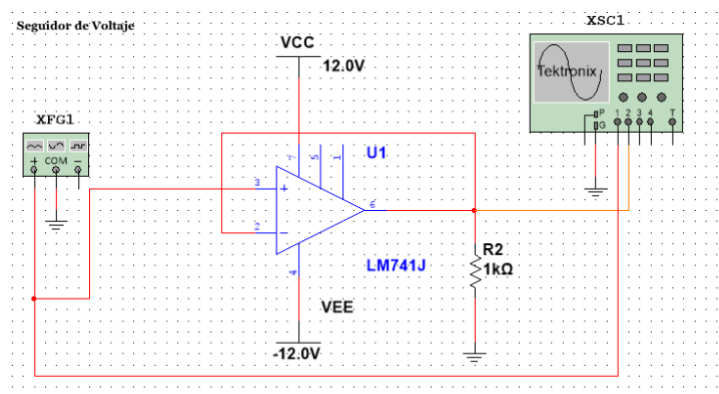 Seguidor de Voltaje
XSC1
VCC
12.0V
Tektronix
P
G
1 2 3 4 T
XFG1
+ COM −
U1
7
5
1
3
+
6
2
−
4
LM741J
R2
1kΩ
VEE
-12.0V